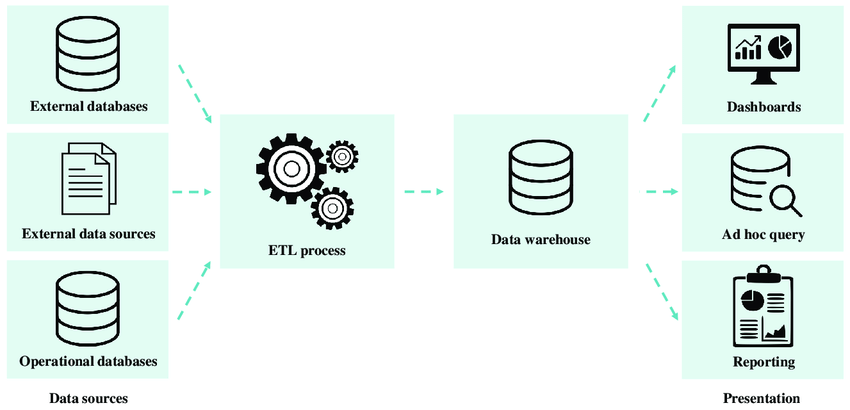 External databases
External data sources
Operational databases
Data sources
ETL process
Data warehouse
Dashboards
Ad hoc query
Reporting
Presentation